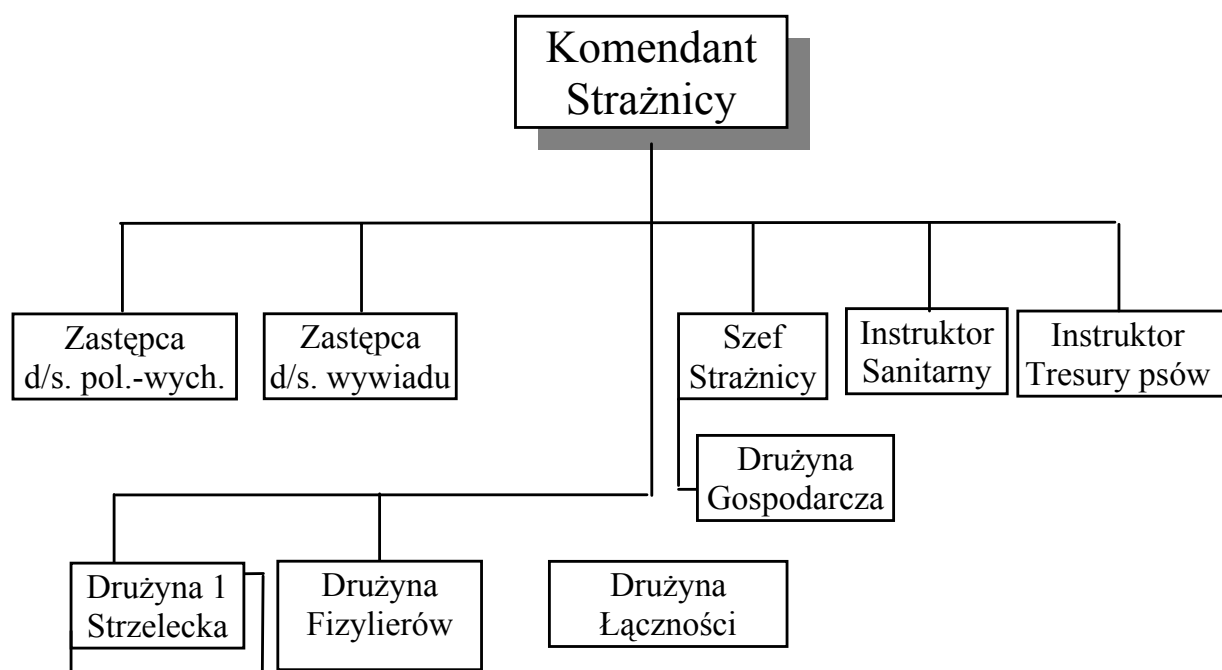 Komendant
Strażnicy
Zastępca
d/s. pol.-wych.
Zastępca
d/s. wywiadu
Szef
Strażnicy
Instruktor
Sanitarny
Instruktor
Tresury psów
Drużyna
Gospodarcza
Drużyna 1
Strzelecka
Drużyna
Fizylierów
Drużyna
Łączności